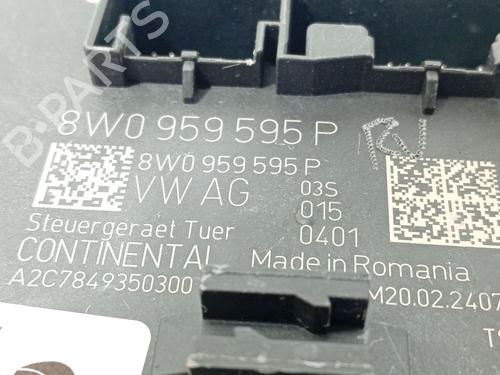 8W0 959 595 P
8W0 959 595 P
VW AG
03S
015
Steuergeraet Tuer
0401
CONTINENTAL
Made in Romania
A2C7849350300
M20.02.2407
B-Parts